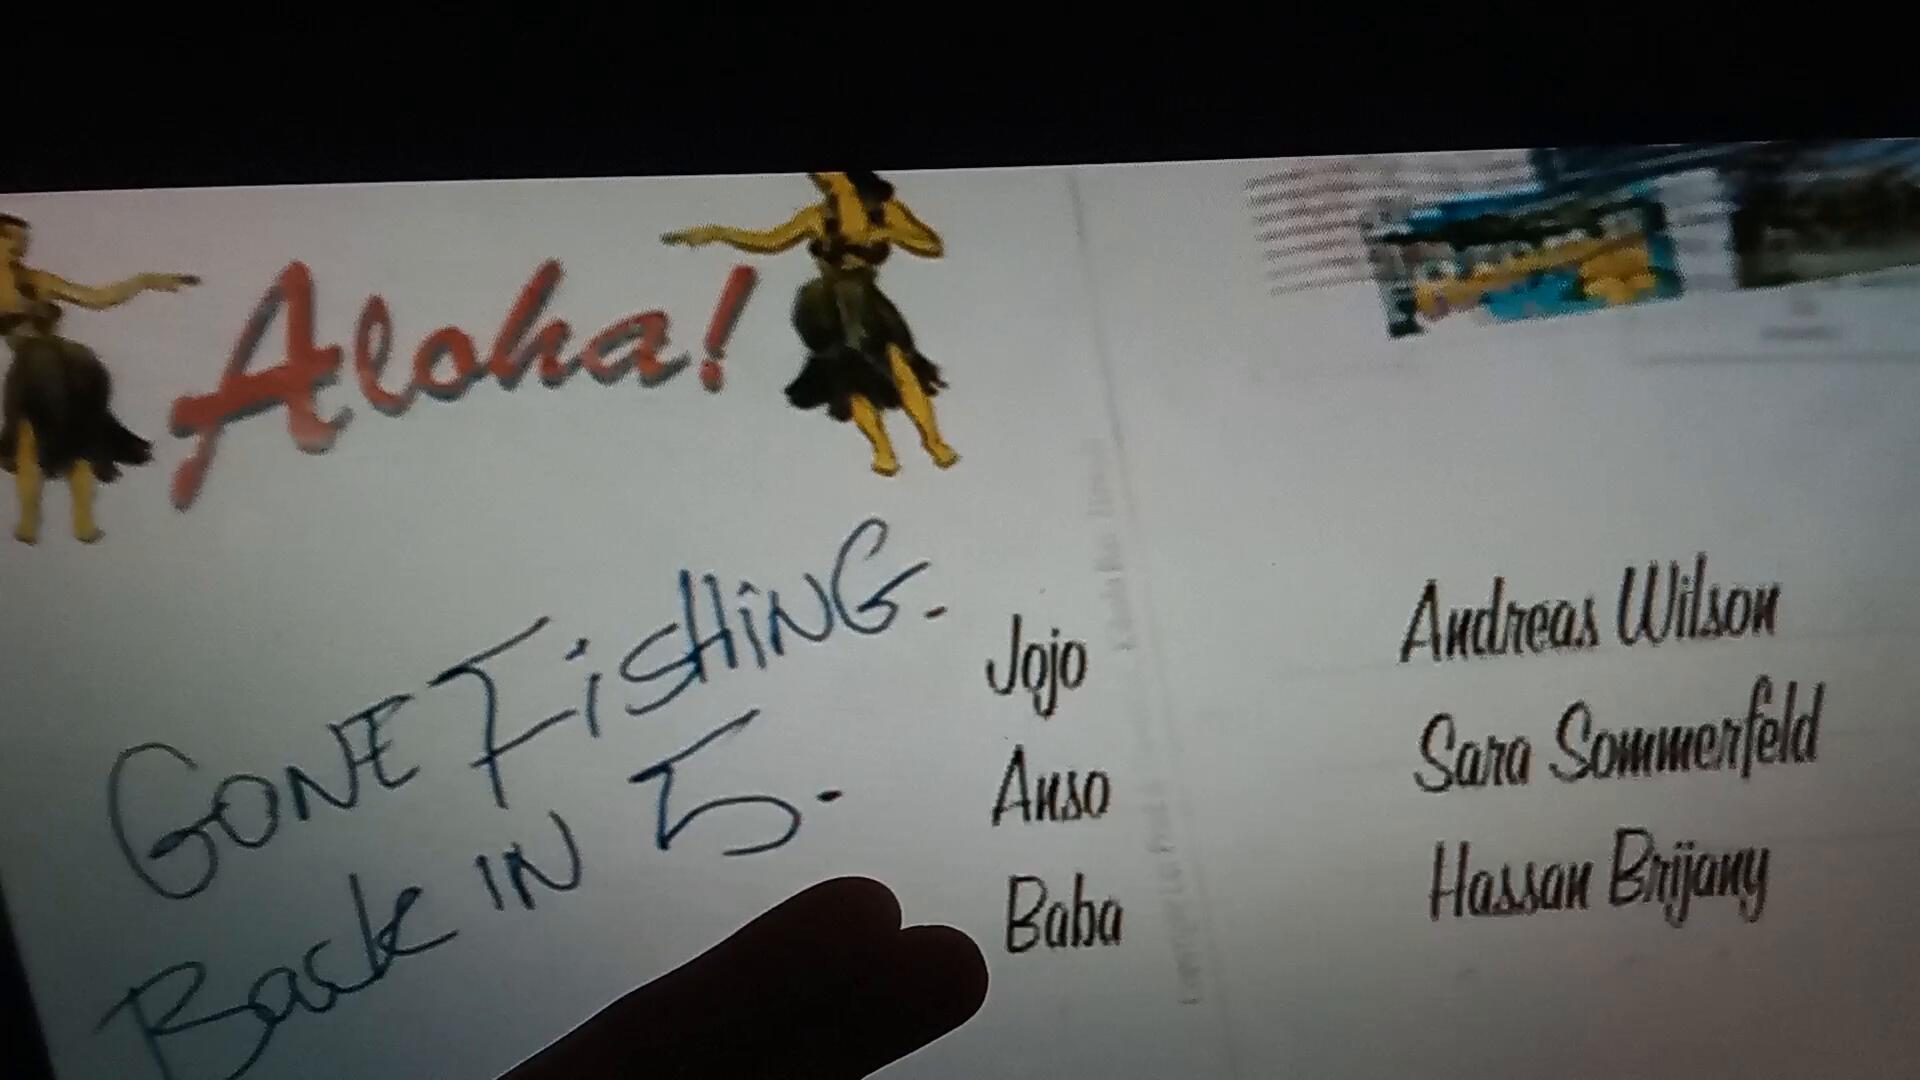 Aloha!
GONE FiSHiNG.
Back IN 5.
Jojo Andreas Wilson
Anso Sara Sommerfeld
Baba Hassan Brijany